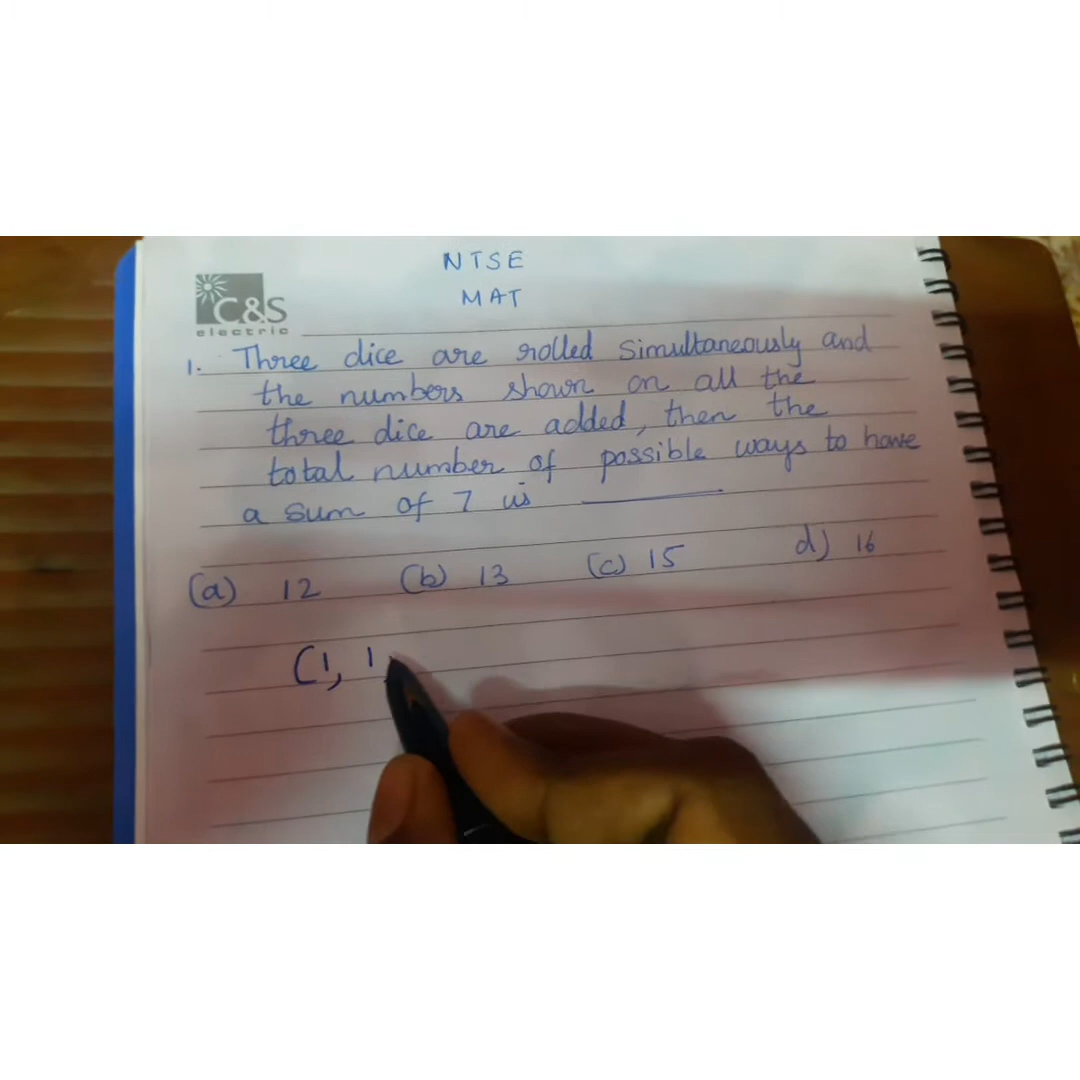 NTSE
MAT
C&S
electric
1. Three dice are rolled simultaneously and
the numbers shown on all the
three dice are added, then the
total number of possible ways to have
a sum of 7 is ______
(a) 12 (b) 13 (c) 15 d) 16
(1, 1,